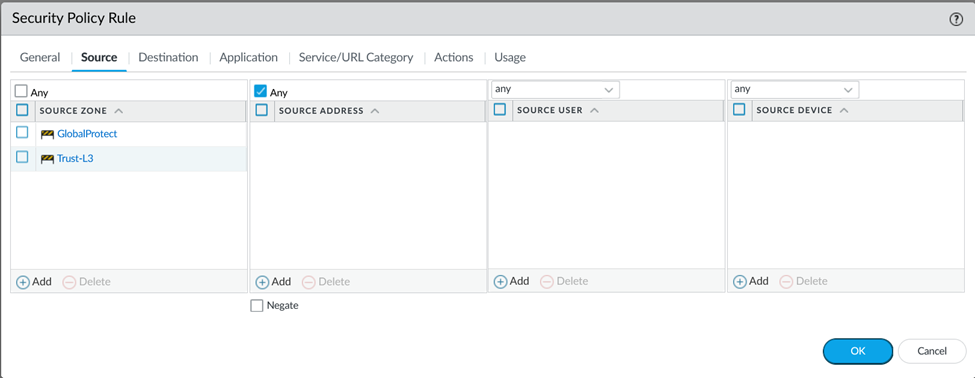 Security Policy Rule
General Source Destination Application Service/URL Category Actions Usage
Any Any any any
SOURCE ZONE SOURCE ADDRESS SOURCE USER SOURCE DEVICE
GlobalProtect
Trust-L3
Add Delete Add Delete Add Delete Add Delete
Negate
OK Cancel